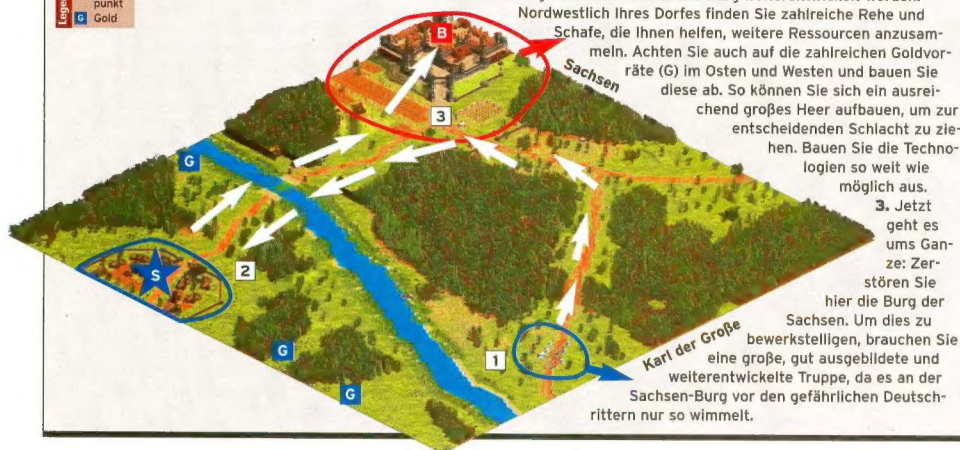 Legen
punkt
G Gold
Nordwestlich Ihres Dorfes finden Sie zahlreiche Rehe und
Schafe, die Ihnen helfen, weitere Ressourcen anzusam-
meln. Achten Sie auch auf die zahlreichen Goldvor-
räte (G) im Osten und Westen und bauen Sie
diese ab. So können Sie sich ein ausrei-
chend großes Heer aufbauen, um zur
entscheidenden Schlacht zu zie-
hen. Bauen Sie die Techno-
logien so weit wie
möglich aus.
3. Jetzt
geht es
ums Gan-
ze: Zer-
stören Sie
hier die Burg der
Sachsen. Um dies zu
bewerkstelligen, brauchen Sie
eine große, gut ausgebildete und
weiterentwickelte Truppe, da es an der
Sachsen-Burg vor den gefährlichen Deutsch-
rittern nur so wimmelt.
B
Sachsen
3
G
S
2
G
G
1
Karl der Große